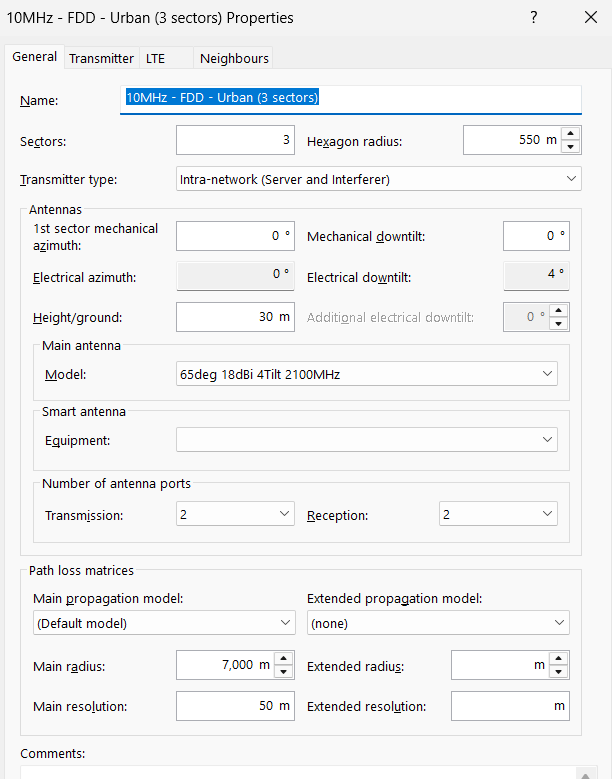 10MHz - FDD - Urban (3 sectors) Properties
?
General Transmitter LTE Neighbours
Name: 10MHz - FDD - Urban (3 sectors)
Sectors: 3 Hexagon radius: 550 m
Transmitter type: Intra-network (Server and Interferer)
Antennas
1st sector mechanical
azimuth: 0 ° Mechanical downtilt: 0 °
Electrical azimuth: 0 ° Electrical downtilt: 4 °
Height/ground: 30 m Additional electrical downtilt: 0 °
Main antenna
Model: 65deg 18dBi 4Tilt 2100MHz
Smart antenna
Equipment:
Number of antenna ports
Transmission: 2 Reception: 2
Path loss matrices
Main propagation model: Extended propagation model:
(Default model) (none)
Main radius: 7,000 m Extended radius: m
Main resolution: 50 m Extended resolution: m
Comments: